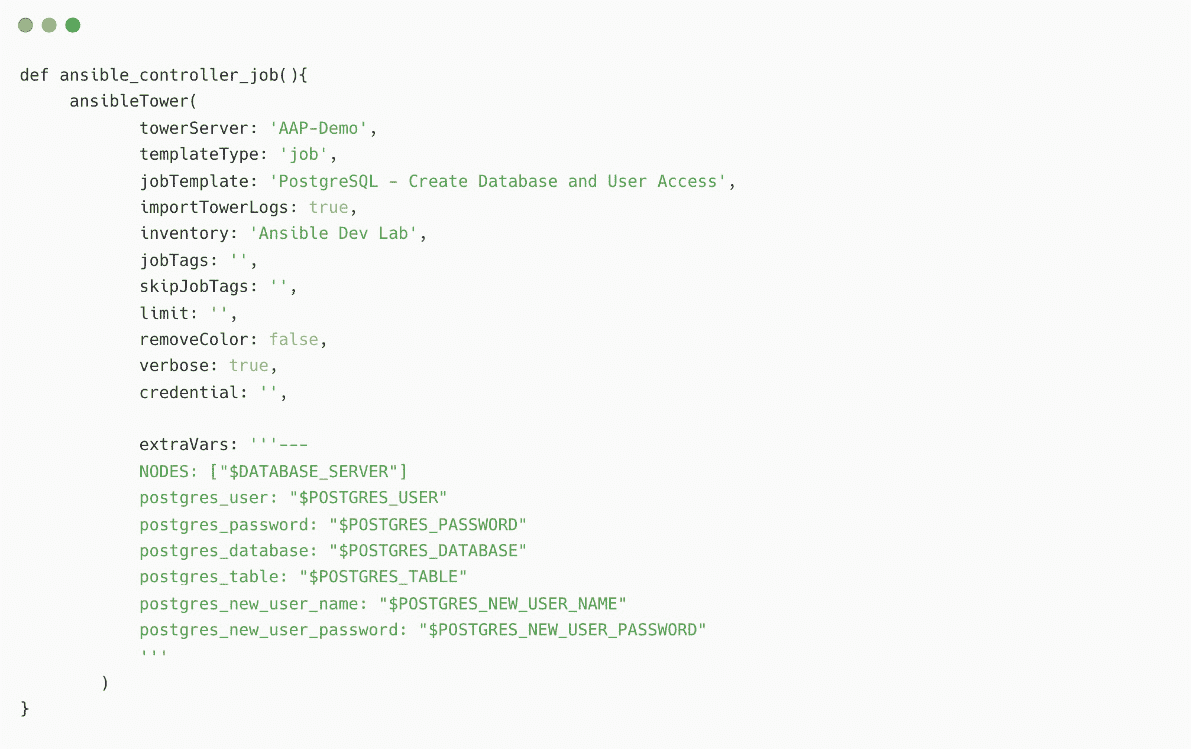 def ansible_controller_job(){
ansibleTower(
towerServer: 'AAP-Demo',
templateType: 'job',
jobTemplate: 'PostgreSQL - Create Database and User Access',
importTowerLogs: true,
inventory: 'Ansible Dev Lab',
jobTags: '',
skipJobTags: '',
limit: '',
removeColor: false,
verbose: true,
credential: '',
extraVars: '''---
NODES: ["$DATABASE_SERVER"]
postgres_user: "$POSTGRES_USER"
postgres_password: "$POSTGRES_PASSWORD"
postgres_database: "$POSTGRES_DATABASE"
postgres_table: "$POSTGRES_TABLE"
postgres_new_user_name: "$POSTGRES_NEW_USER_NAME"
postgres_new_user_password: "$POSTGRES_NEW_USER_PASSWORD"
'''
)
}